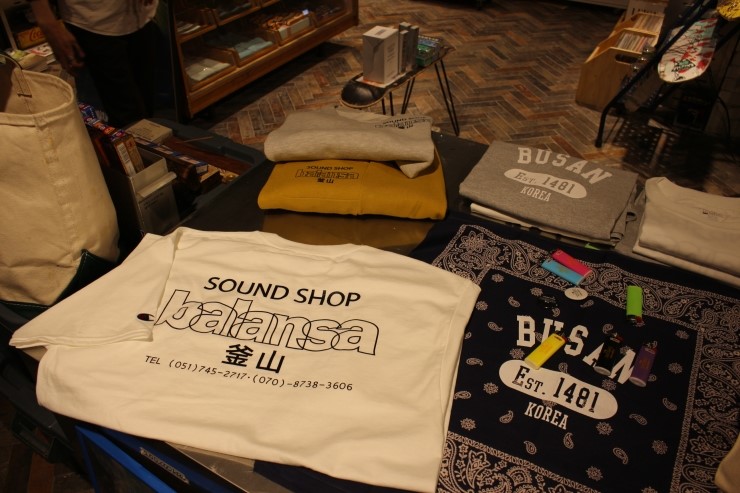 SOUND SHOP
balansa
釜山
BUSAN
Est. 1481
KOREA
SOUND SHOP
balansa
釜山
TEL (051)745-2717·(070)-8738-3606
BUSAN
Est. 1481
KOREA